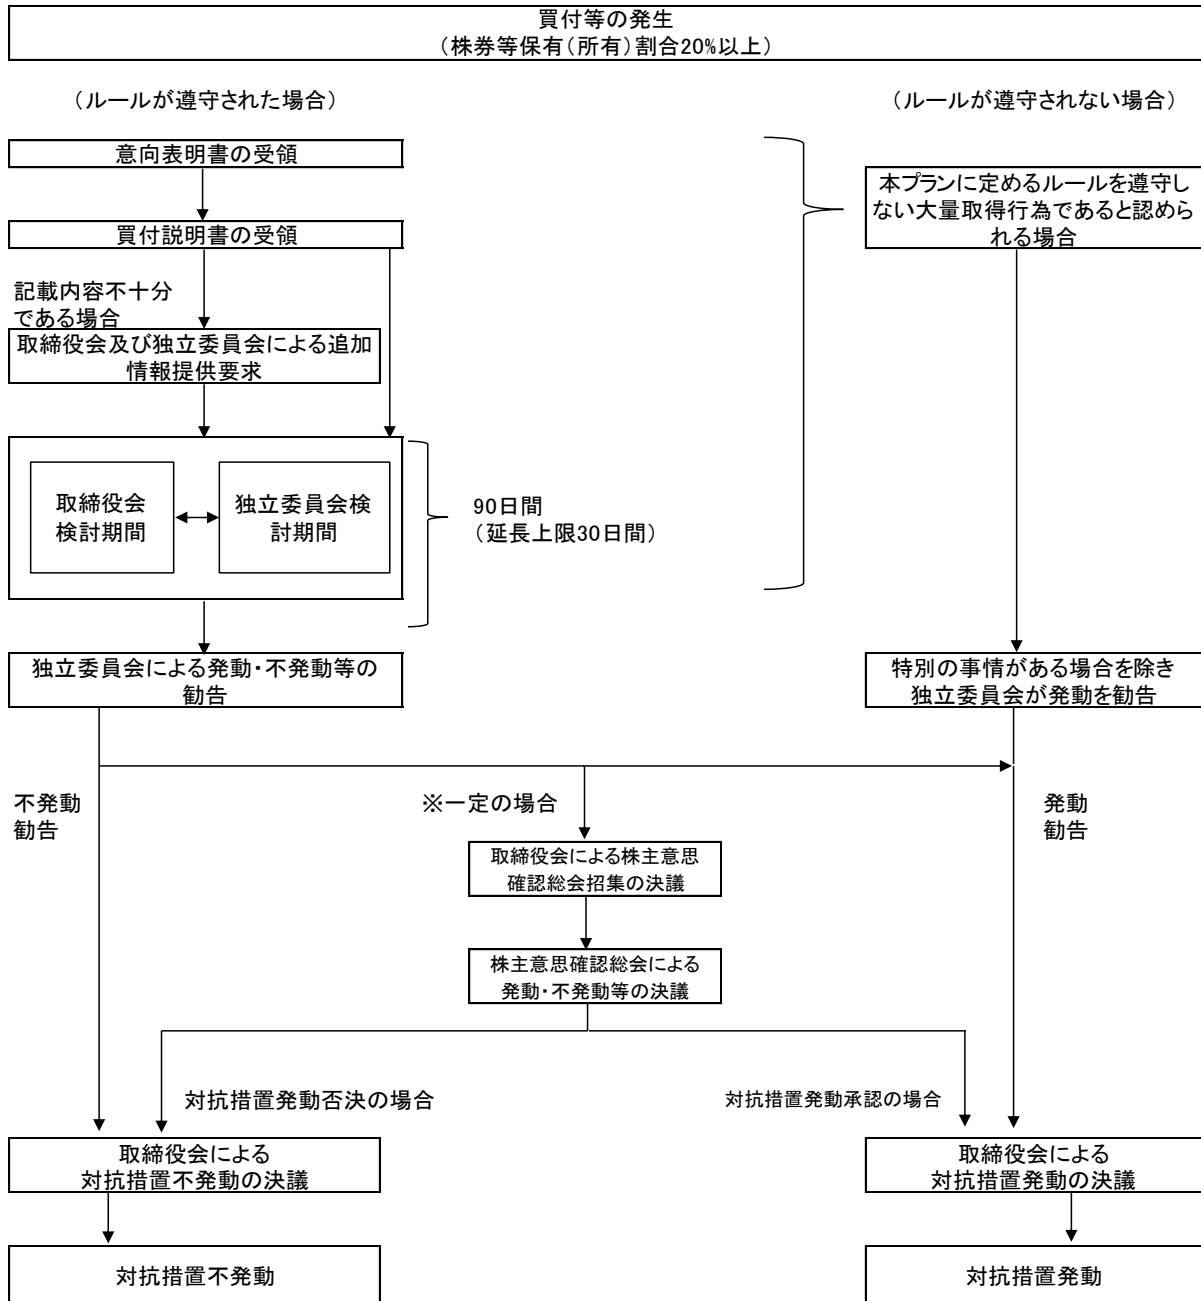 買付等の発生
（株券等保有（所有）割合20%以上）
（ルールが遵守された場合）
（ルールが遵守されない場合）
意向表明書の受領
本プランに定めるルールを遵守し
ない大量取得行為であると認めら
れる場合
買付説明書の受領
記載内容不十分
である場合
取締役会及び独立委員会による追加
情報提供要求
取締役会
検討期間
独立委員会検
討期間
90日間
（延長上限30日間）
独立委員会による発動・不発動等の
勧告
特別の事情がある場合を除き
独立委員会が発動を勧告
不発動
勧告
※一定の場合
発動
勧告
取締役会による株主意思
確認総会招集の決議
株主意思確認総会による
発動・不発動等の決議
対抗措置発動否決の場合
対抗措置発動承認の場合
取締役会による
対抗措置不発動の決議
取締役会による
対抗措置発動の決議
対抗措置不発動
対抗措置発動